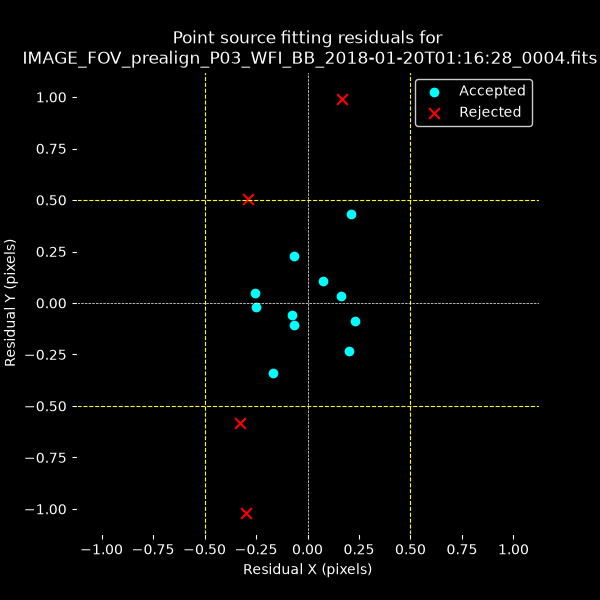 Point source fitting residuals for
IMAGE_FOV_prealign_P03_WFI_BB_2018-01-20T01:16:28_0004.fits
Accepted
Rejected
1.00
0.75
0.50
0.25
0.00
−0.25
−0.50
−0.75
−1.00
Residual Y (pixels)
−1.00 −0.75 −0.50 −0.25 0.00 0.25 0.50 0.75 1.00
Residual X (pixels)